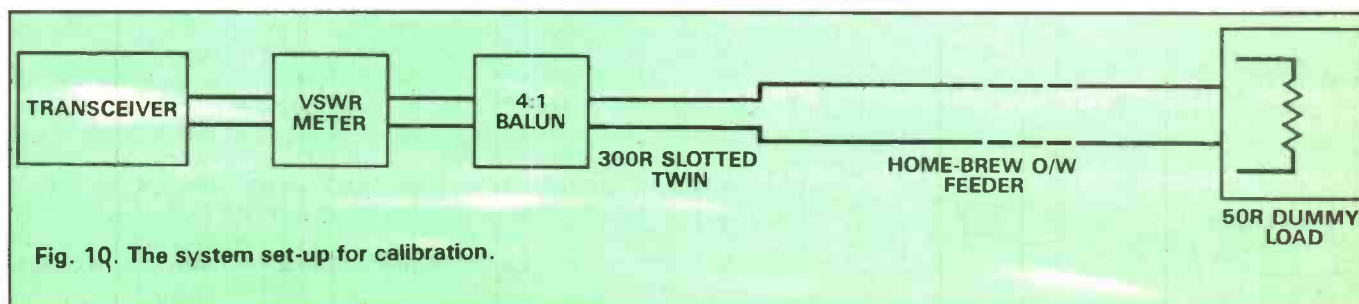 TRANSCEIVER
VSWR
METER
4:1
BALUN
300R SLOTTED
TWIN
HOME-BREW O/W
FEEDER
50R DUMMY
LOAD
Fig. 10. The system set-up for calibration.